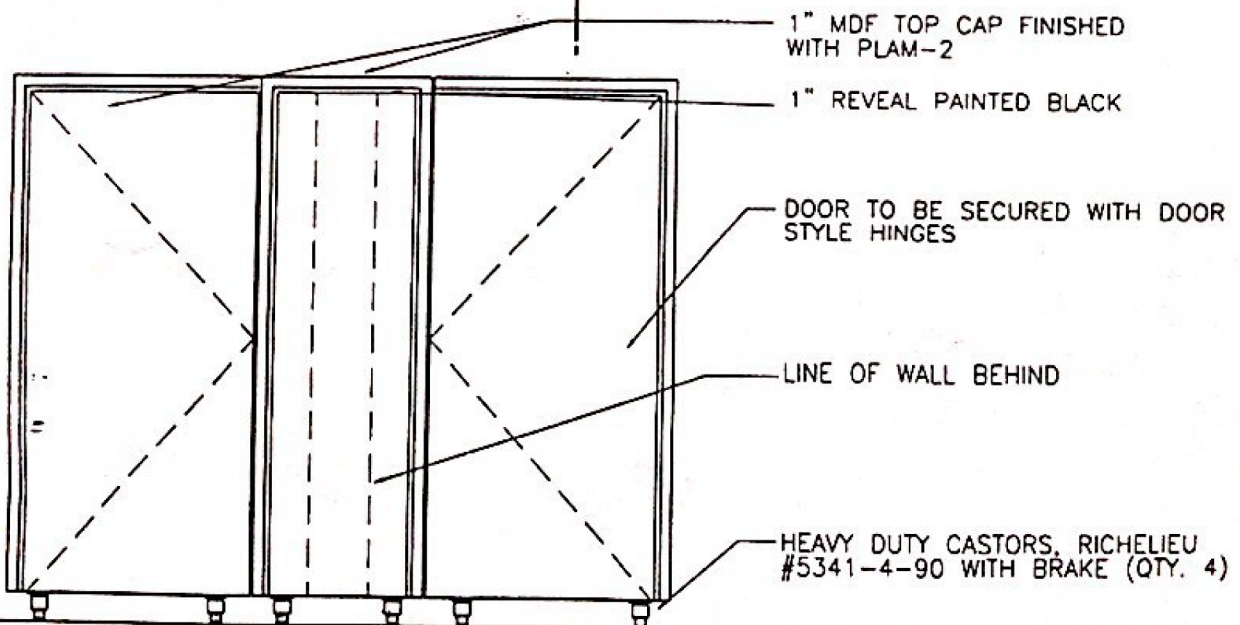 1" MDF TOP CAP FINISHED
WITH PLAM-2
1" REVEAL PAINTED BLACK
DOOR TO BE SECURED WITH DOOR
STYLE HINGES
LINE OF WALL BEHIND
HEAVY DUTY CASTORS, RICHELIEU
#5341-4-90 WITH BRAKE (QTY. 4)